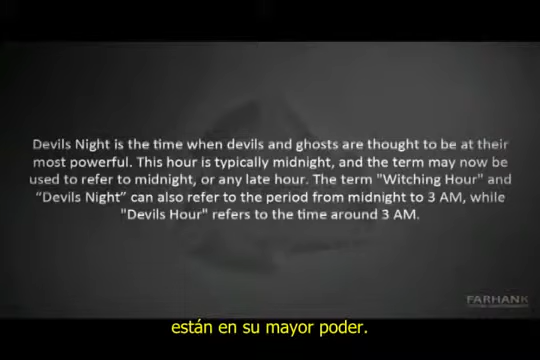 Devils Night is the time when devils and ghosts are thought to be at their
most powerful. This hour is typically midnight, and the term may now be
used to refer to midnight, or any late hour. The term "Witching Hour" and
“Devils Night” can also refer to the period from midnight to 3 AM, while
"Devils Hour" refers to the time around 3 AM.
FARHANK
están en su mayor poder.